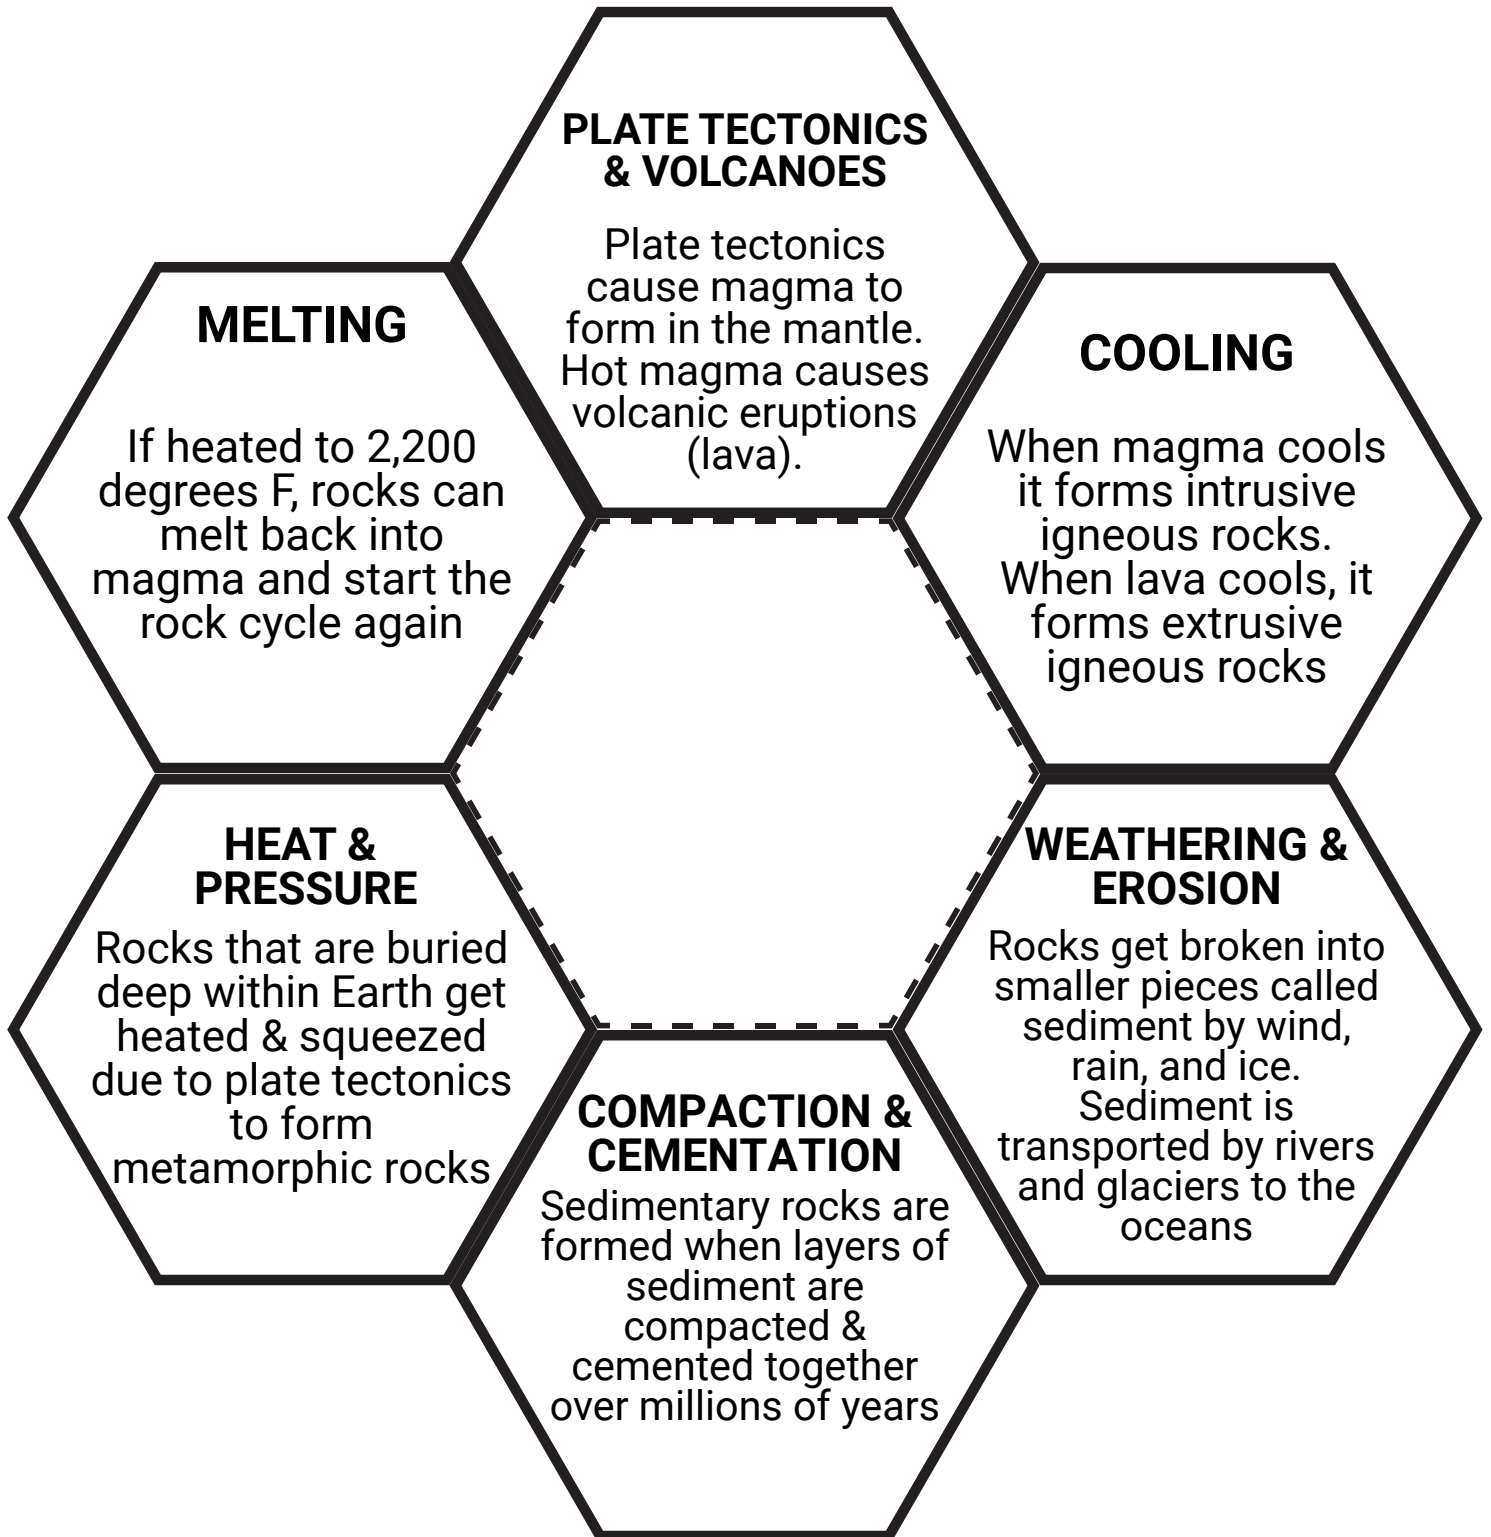 PLATE TECTONICS
& VOLCANOES
Plate tectonics
cause magma to
form in the mantle.
Hot magma causes
volcanic eruptions
(lava).
COOLING
When magma cools
it forms intrusive
igneous rocks.
When lava cools, it
forms extrusive
igneous rocks
WEATHERING &
EROSION
Rocks get broken into
smaller pieces called
sediment by wind,
rain, and ice.
Sediment is
transported by rivers
and glaciers to the
oceans
COMPACTION &
CEMENTATION
Sedimentary rocks are
formed when layers of
sediment are
compacted &
cemented together
over millions of years
HEAT &
PRESSURE
Rocks that are buried
deep within Earth get
heated & squeezed
due to plate tectonics
to form
metamorphic rocks
MELTING
If heated to 2,200
degrees F, rocks can
melt back into
magma and start the
rock cycle again